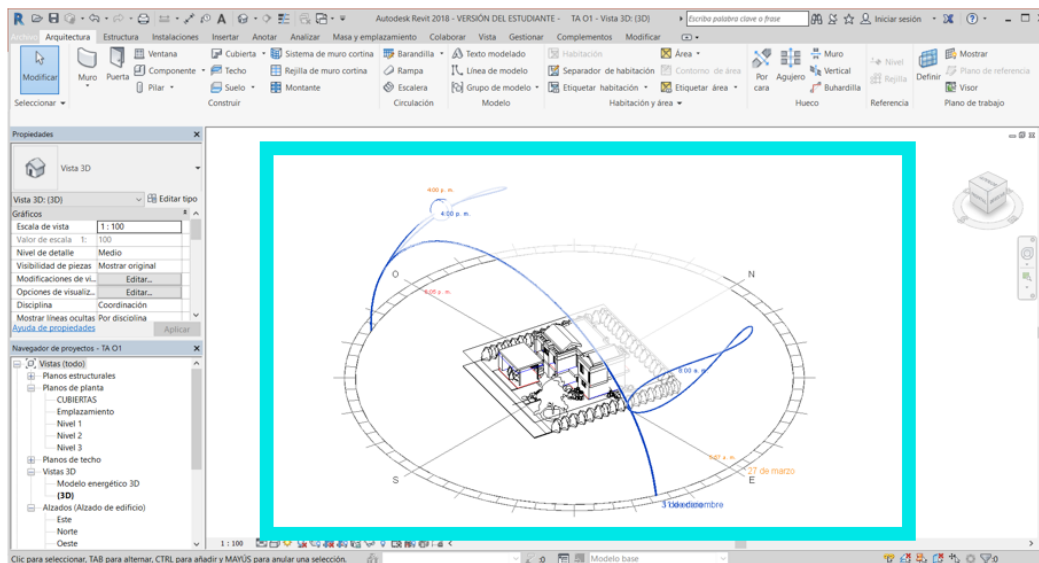 Autodesk Revit 2018 - VERSIÓN DEL ESTUDIANTE - TA O1 - Vista 3D: {3D}
Escriba palabra clave o frase
Iniciar sesión
Archivo Arquitectura Estructura Instalaciones Insertar Anotar Analizar Masa y emplazamiento Colaborar Vista Gestionar Complementos Modificar
Modificar
Seleccionar
Muro
Puerta
Ventana
Componente
Pilar
Cubierta
Techo
Suelo
Sistema de muro cortina
Rejilla de muro cortina
Montante
Construir
Barandilla
Rampa
Escalera
Circulación
Texto modelado
Línea de modelo
Grupo de modelo
Modelo
Habitación
Separador de habitación
Etiquetar habitación
Área
Contorno de área
Etiquetar área
Habitación y área
Por cara
Agujero
Muro
Vertical
Buhardilla
Hueco
Nivel
Rejilla
Referencia
Definir
Mostrar
Plano de referencia
Visor
Plano de trabajo
Propiedades
Vista 3D
Vista 3D: {3D}
Editar tipo
Gráficos
Escala de vista 1 : 100
Valor de escala 1: 100
Nivel de detalle Medio
Visibilidad de piezas Mostrar original
Modificaciones de vi... Editar...
Opciones de visualiz... Editar...
Disciplina Coordinación
Mostrar líneas ocultas Por disciplina
Ayuda de propiedades
Aplicar
Navegador de proyectos - TA O1
Vistas (todo)
Planos estructurales
Planos de planta
CUBIERTAS
Emplazamiento
Nivel 1
Nivel 2
Nivel 3
Planos de techo
Vistas 3D
Modelo energético 3D
{3D}
Alzados (Alzado de edificio)
Este
Norte
Oeste
4:00 p. m.
4:00 p. m.
O
N
S
E
27 de marzo
1 : 100
Clic para seleccionar, TAB para alternar, CTRL para añadir y MAYÚS para anular una selección.
:0
Modelo base
:0